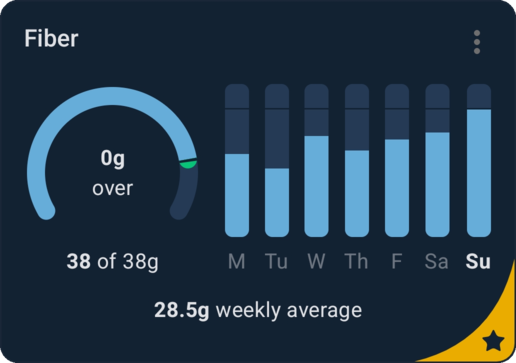 Fiber
0g
over
38 of 38g
M Tu W Th F Sa Su
28.5g weekly average